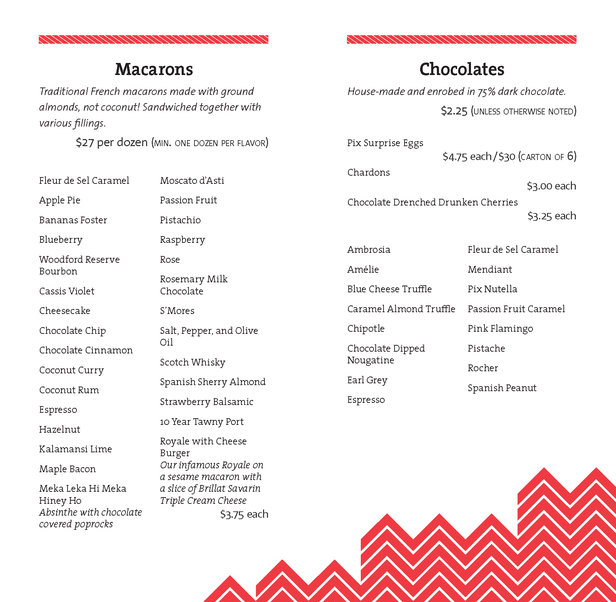 Macarons
Traditional French macarons made with ground
almonds, not coconut! Sandwiched together with
various fillings.
$27 per dozen (MIN. ONE DOZEN PER FLAVOR)
Fleur de Sel Caramel
Apple Pie
Bananas Foster
Blueberry
Woodford Reserve
Bourbon
Cassis Violet
Cheesecake
Chocolate Chip
Chocolate Cinnamon
Coconut Curry
Coconut Rum
Espresso
Hazelnut
Kalamansi Lime
Maple Bacon
Meka Leka Hi Meka
Hiney Ho
Absinthe with chocolate
covered poprocks
Moscato d'Asti
Passion Fruit
Pistachio
Raspberry
Rose
Rosemary Milk
Chocolate
S'Mores
Salt, Pepper, and Olive
Oil
Scotch Whisky
Spanish Sherry Almond
Strawberry Balsamic
10 Year Tawny Port
Royale with Cheese
Burger
Our infamous Royale on
a sesame macaron with
a slice of Brillat Savarin
Triple Cream Cheese
$3.75 each
Chocolates
House-made and enrobed in 75% dark chocolate.
$2.25 (UNLESS OTHERWISE NOTED)
Pix Surprise Eggs
$4.75 each/$30 (CARTON OF 6)
Chardons
$3.00 each
Chocolate Drenched Drunken Cherries
$3.25 each
Ambrosia
Amélie
Blue Cheese Truffle
Caramel Almond Truffle
Chipotle
Chocolate Dipped
Nougatine
Earl Grey
Espresso
Fleur de Sel Caramel
Mendiant
Pix Nutella
Passion Fruit Caramel
Pink Flamingo
Pistache
Rocher
Spanish Peanut